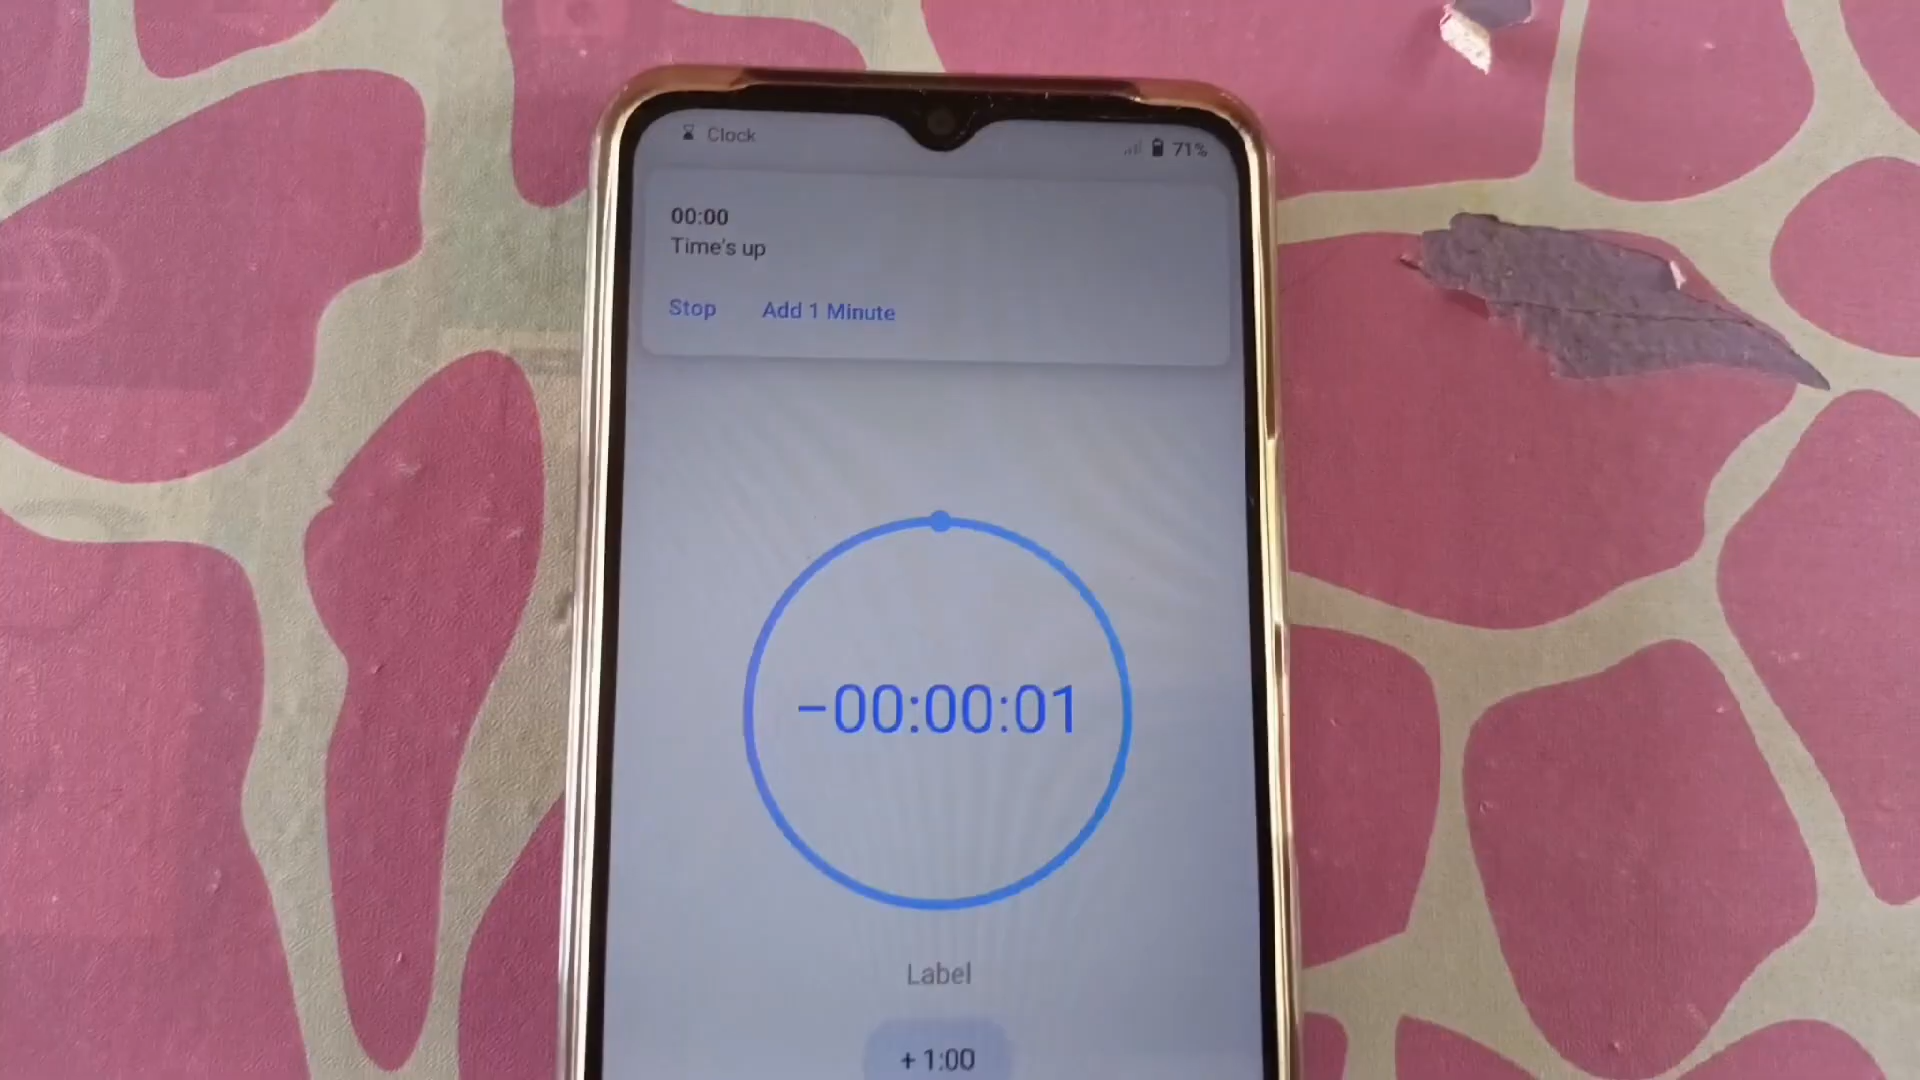 Clock
71%
00:00
Time's up
Stop Add 1 Minute
-00:00:01
Label
+ 1:00